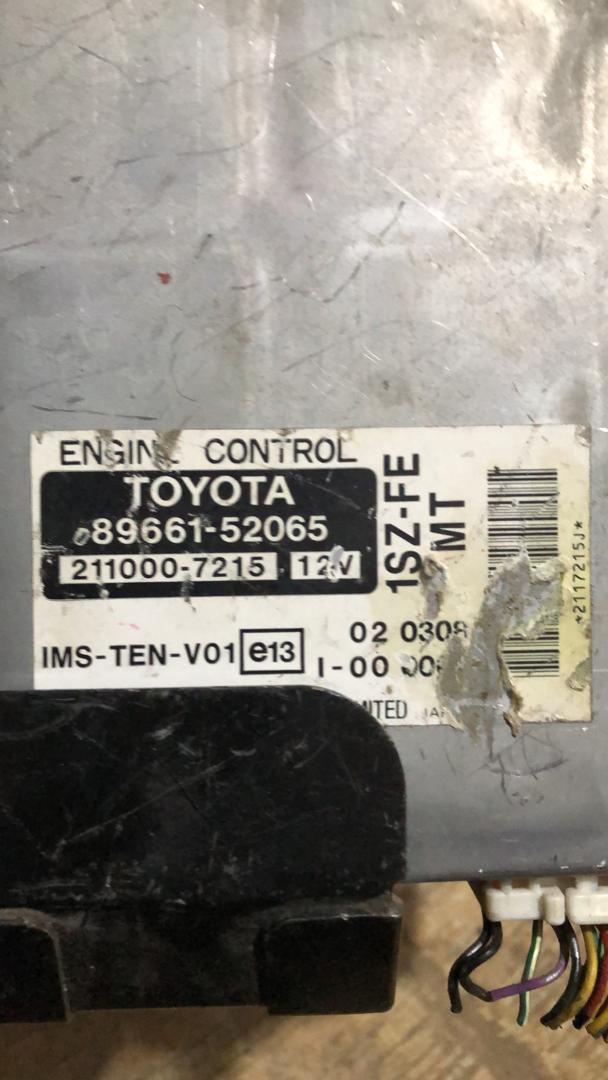 ENGINE CONTROL
TOYOTA
89661-52065
211000-7215 12V
1SZ-FE
MT
*2117215J*
IMS-TEN-V01 e13
02 0308